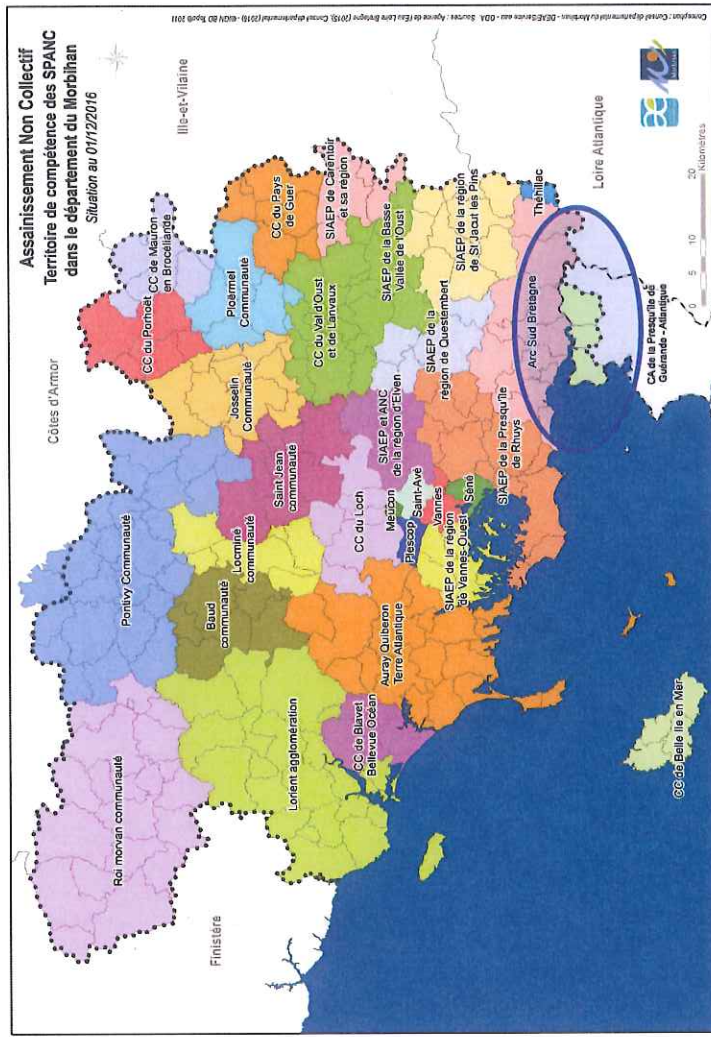 Assainissement Non Collectif
Territoire de compétence des SPANC
dans le département du Morbihan
Situation au 01/12/2016
Côtes d'Armor
Ille-et-Vilaine
Finistère
Loire Atlantique
Roi morvan communauté
Pontivy Communauté
CC du Porhoët
CC de Mauron
en Brocéliande
Ploërmel
Communauté
CC du Pays
de Guer
Josselin
Communauté
SIAEP de Carentoir
et sa région
Lorient agglomération
Baud
communauté
Locminé
communauté
Saint Jean
communauté
CC du Val d'Oust
et de Lanvaux
SIAEP de la Basse
Vallée de l'Oust
CC du Loch
SIAEP et ANC
de la région d'Elven
SIAEP de la
région de Questembert
SIAEP de la région
de St Jacut les Pins
CC de Blavet
Bellevue Océan
Auray Quiberon
Terre Atlantique
Meucon
Plescop
Saint-Avé
Vannes
Séné
SIAEP de la région
de Vannes-Ouest
SIAEP de la Presqu'île
de Rhuys
Arc Sud Bretagne
Théhillac
CA de la Presqu'île de
Guérande - Atlantique
CC de Belle Ile en Mer
0 5 10 20
Kilomètres
Morbihan